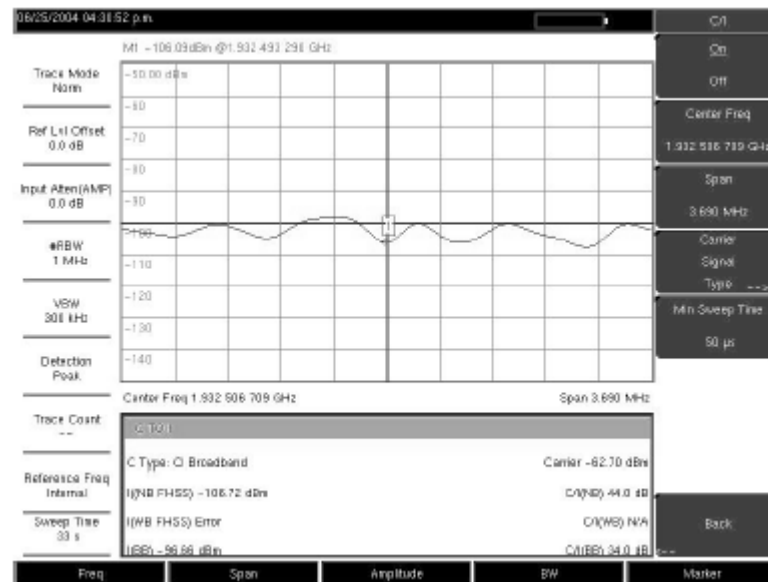 06/25/2004 04:30:52 p.m.
C/I
M1 -106.09dBm @1.932 493 290 GHz
On
Off
Trace Mode
Norm
-50.00 dBm
-60
-70
-80
-90
-100
-110
-120
-130
-140
Ref Lvl Offset
0.0 dB
Input Atten(AMP)
0.0 dB
RBW
1 MHz
VBW
300 kHz
Detection
Peak
Trace Count
--
Reference Freq
Internal
Sweep Time
33 s
Center Freq
1.932 506 709 GHz
Span
3.690 MHz
Carrier
Signal
Type -->
Min Sweep Time
50 µs
Back
<--
Center Freq 1.932 506 709 GHz
Span 3.690 MHz
C Type: CI Broadband
Carrier -62.70 dBm
I(NB FHSS) -106.72 dBm
C/I(NB) 44.0 dB
I(WB FHSS) Error
C/I(WB) N/A
I(BB) -96.66 dBm
C/I(BB) 34.0 dB
Freq
Span
Amplitude
BW
Marker